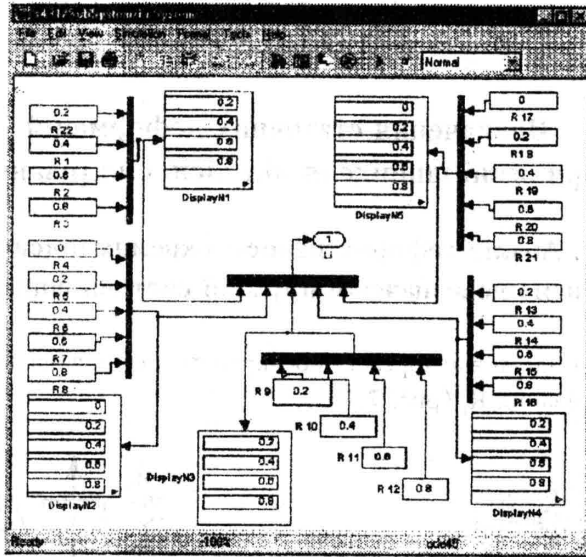 File Edit View Simulation Format Tools Help
Normal
0.2
R 22
0.4
R 1
0.6
R 2
0.8
R 3
0.2
0.4
0.6
0.8
DisplayN1
0
0.2
0.4
0.6
0.8
DisplayN5
0
R 17
0.2
R 18
0.4
R 19
0.6
R 20
0.8
R 21
1
Li
0
R 4
0.2
R 5
0.4
R 6
0.6
R 7
0.8
R 8
0.2
R 13
0.4
R 14
0.6
R 15
0.8
R 16
R 9
0.2
R 10
0.4
R 11
0.6
R 12
0.8
0
0.2
0.4
0.6
0.8
DisplayN2
DisplayN3
0.2
0.4
0.6
0.8
0.2
0.4
0.6
0.8
DisplayN4
Ready
100%
ode45